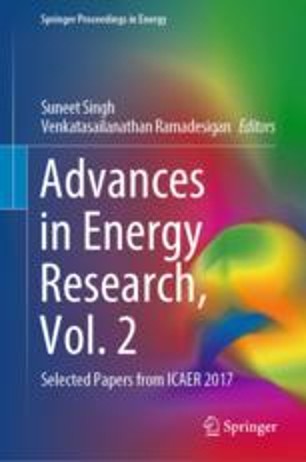 Springer Proceedings in Energy
Suneet Singh
Venkatasailanathan Ramadesigan Editors
Advances
in Energy
Research,
Vol. 2
Selected Papers from ICAER 2017
Springer